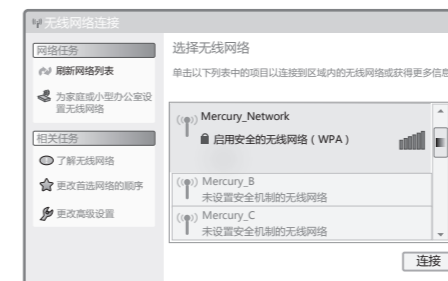 无线网络连接
网络任务
刷新网络列表
为家庭或小型办公室设
置无线网络
相关任务
了解无线网络
更改首选网络的顺序
更改高级设置
选择无线网络
单击以下列表中的项目以连接到区域内的无线网络或获得更多信息
Mercury_Network
启用安全的无线网络（WPA）
Mercury_B
未设置安全机制的无线网络
Mercury_C
未设置安全机制的无线网络
连接